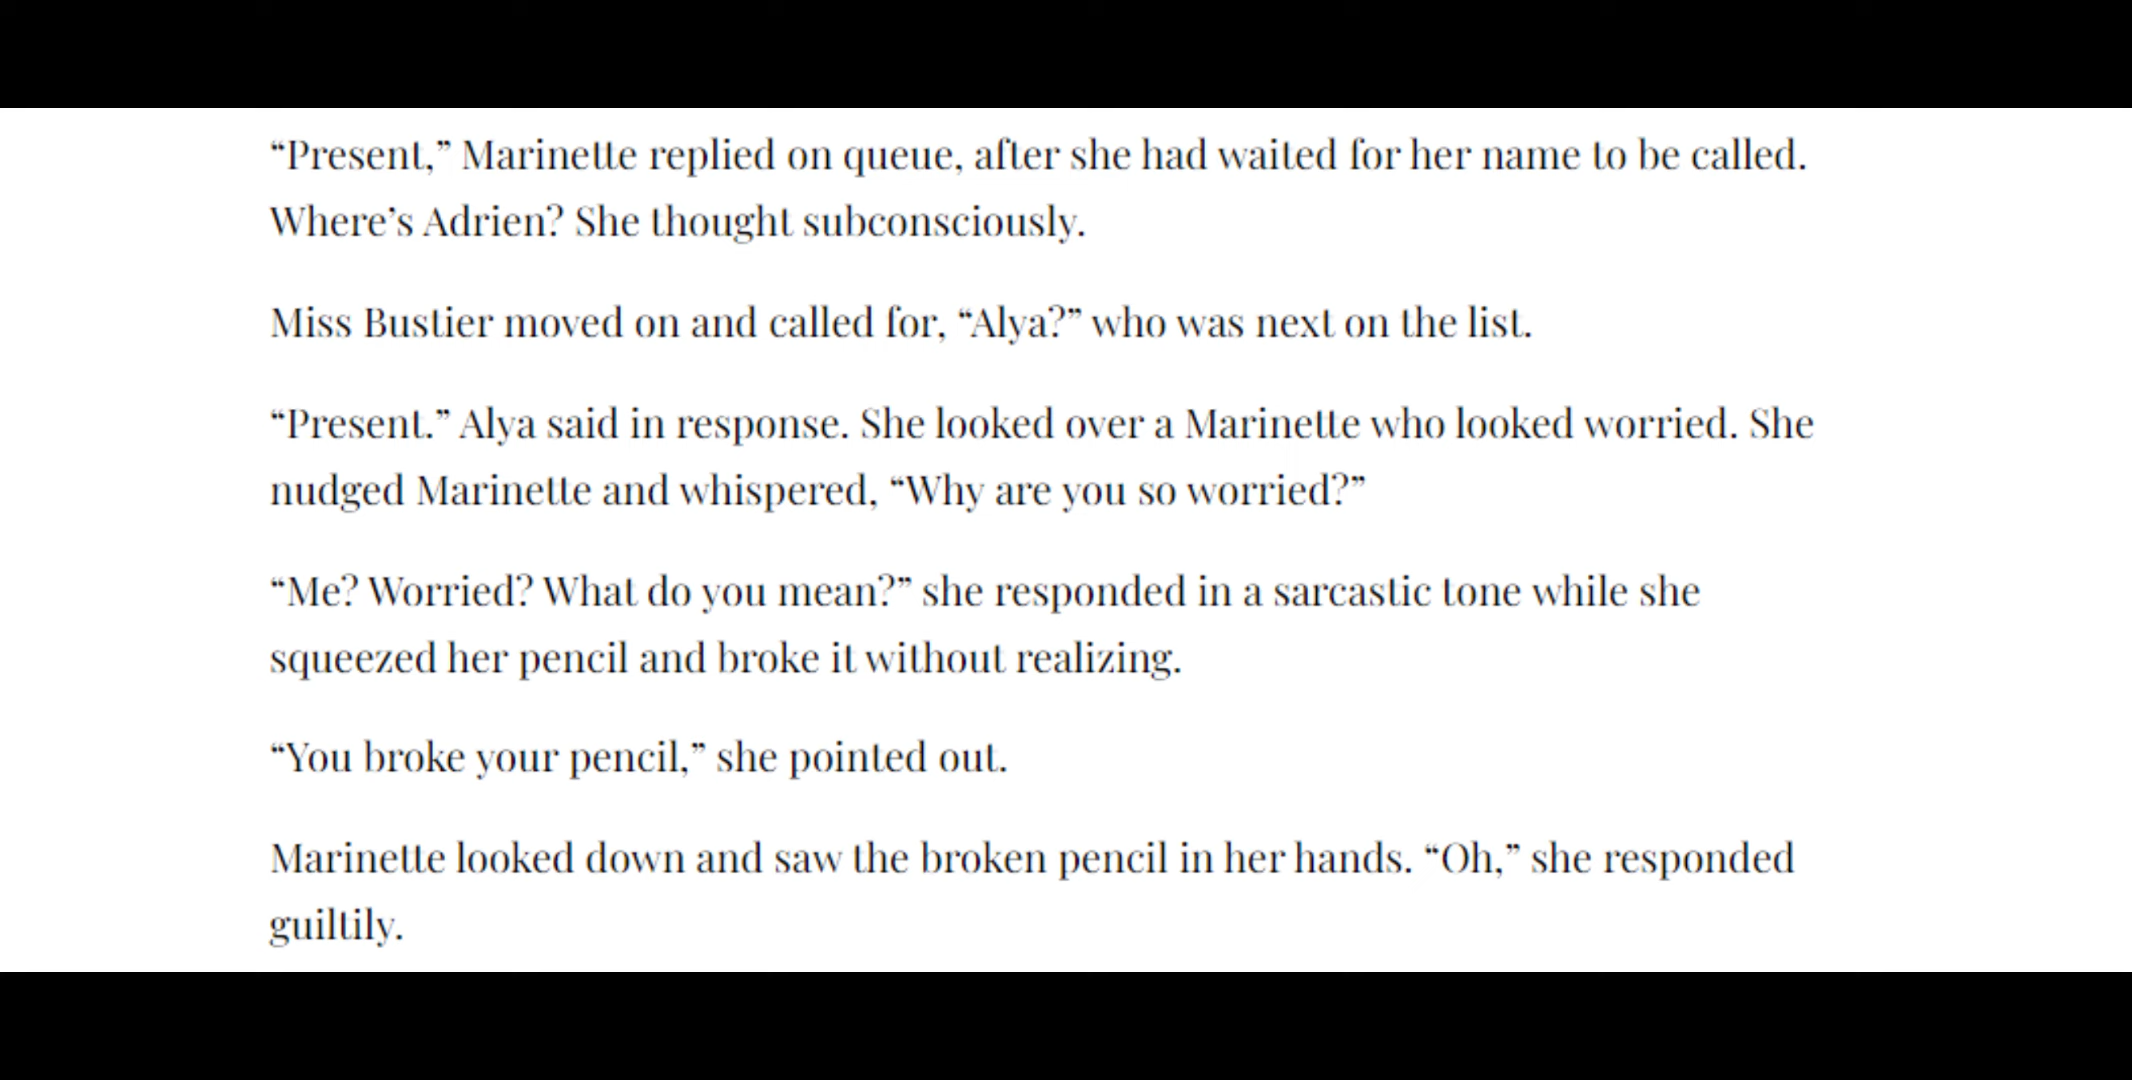 “Present,” Marinette replied on queue, after she had waited for her name to be called.
Where’s Adrien? She thought subconsciously.
Miss Bustier moved on and called for, “Alya?” who was next on the list.
“Present.” Alya said in response. She looked over a Marinette who looked worried. She
nudged Marinette and whispered, “Why are you so worried?”
“Me? Worried? What do you mean?” she responded in a sarcastic tone while she
squeezed her pencil and broke it without realizing.
“You broke your pencil,” she pointed out.
Marinette looked down and saw the broken pencil in her hands. “Oh,” she responded
guiltily.